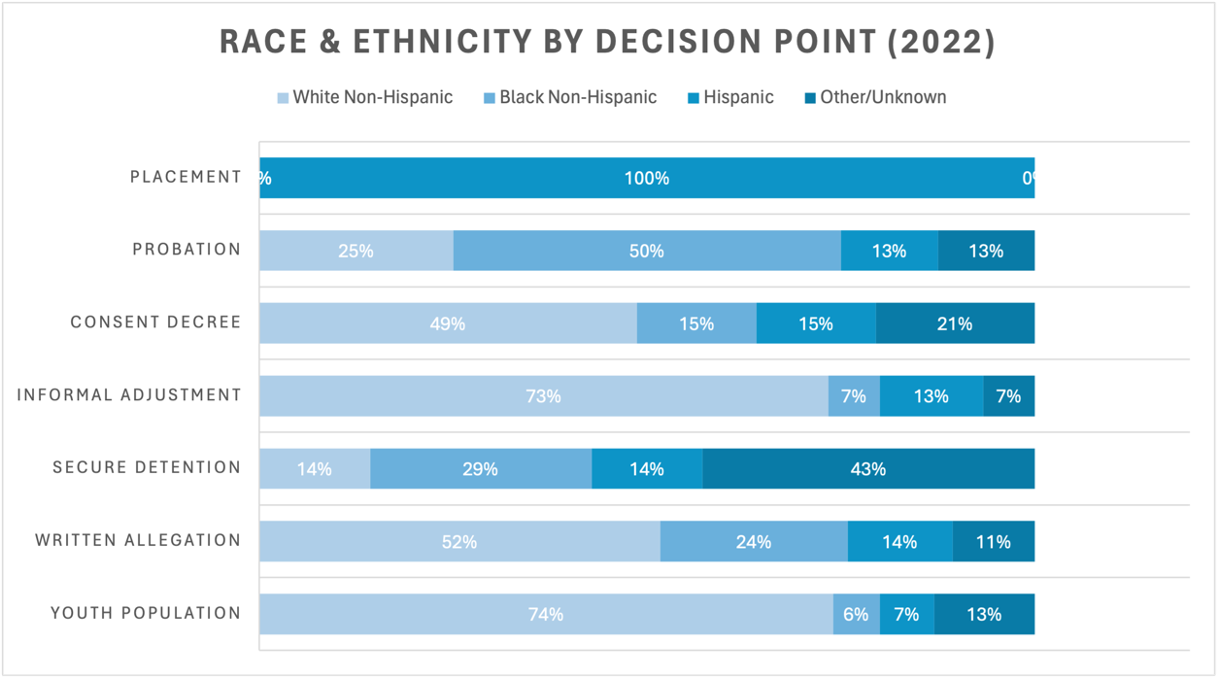 RACE & ETHNICITY BY DECISION POINT (2022)
White Non-Hispanic Black Non-Hispanic Hispanic Other/Unknown
PLACEMENT % 100% 0%
PROBATION 25% 50% 13% 13%
CONSENT DECREE 49% 15% 15% 21%
INFORMAL ADJUSTMENT 73% 7% 13% 7%
SECURE DETENTION 14% 29% 14% 43%
WRITTEN ALLEGATION 52% 24% 14% 11%
YOUTH POPULATION 74% 6% 7% 13%